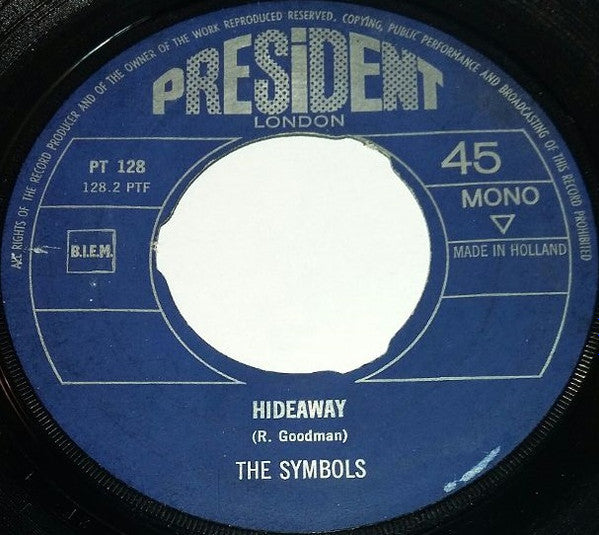 ALL RIGHTS OF THE RECORD PRODUCER AND OF THE OWNER OF THE WORK REPRODUCED RESERVED. COPYING, PUBLIC PERFORMANCE AND BROADCASTING OF THIS RECORD PROHIBITED
PRESiDENT
LONDON
PT 128
128.2 PTF
B.I.E.M.
45
MONO
MADE IN HOLLAND
HIDEAWAY
(R. Goodman)
THE SYMBOLS